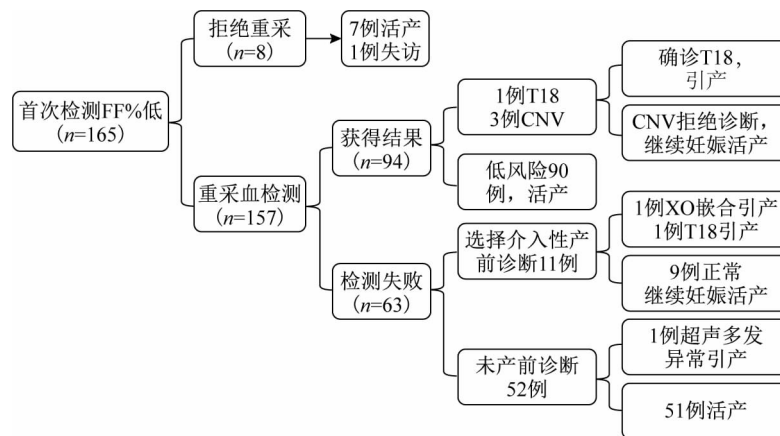 首次检测FF%低
(n=165)
拒绝重采
(n=8)
7例活产
1例失访
重采血检测
(n=157)
获得结果
(n=94)
1例T18
3例CNV
确诊T18，
引产
CNV拒绝诊断，
继续妊娠活产
低风险90
例，活产
检测失败
(n=63)
选择介入性产
前诊断11例
1例XO嵌合引产
1例T18引产
9例正常
继续妊娠活产
未产前诊断
52例
1例超声多发
异常引产
51例活产